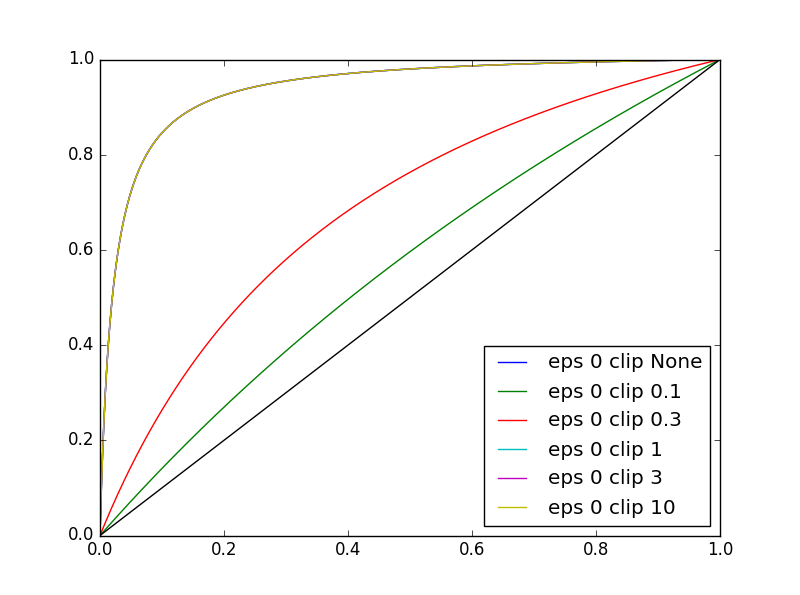 1.0
0.8
0.6
0.4
0.2
0.0
0.0 0.2 0.4 0.6 0.8 1.0
eps 0 clip None
eps 0 clip 0.1
eps 0 clip 0.3
eps 0 clip 1
eps 0 clip 3
eps 0 clip 10